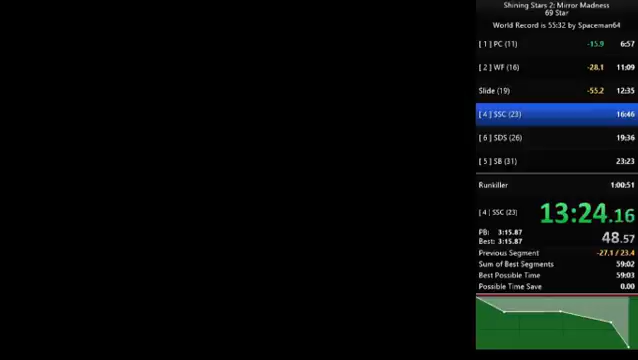 Shining Stars 2: Mirror Madness
69 Star
World Record is 55:32 by Spaceman64
[ 1 ] PC (11) -15.9 6:57
[ 2 ] WF (16) -28.1 11:09
Slide (19) -55.2 12:35
[ 4 ] SSC (23) 16:46
[ 6 ] SDS (26) 19:36
[ 5 ] SB (31) 23:23
Runkiller 1:00:51
[ 4 ] SSC (23) 13:24.16
PB: 3:15.87
Best: 3:15.87 48.57
Previous Segment -27.1 / 23.4
Sum of Best Segments 59:02
Best Possible Time 59:03
Possible Time Save 0.00